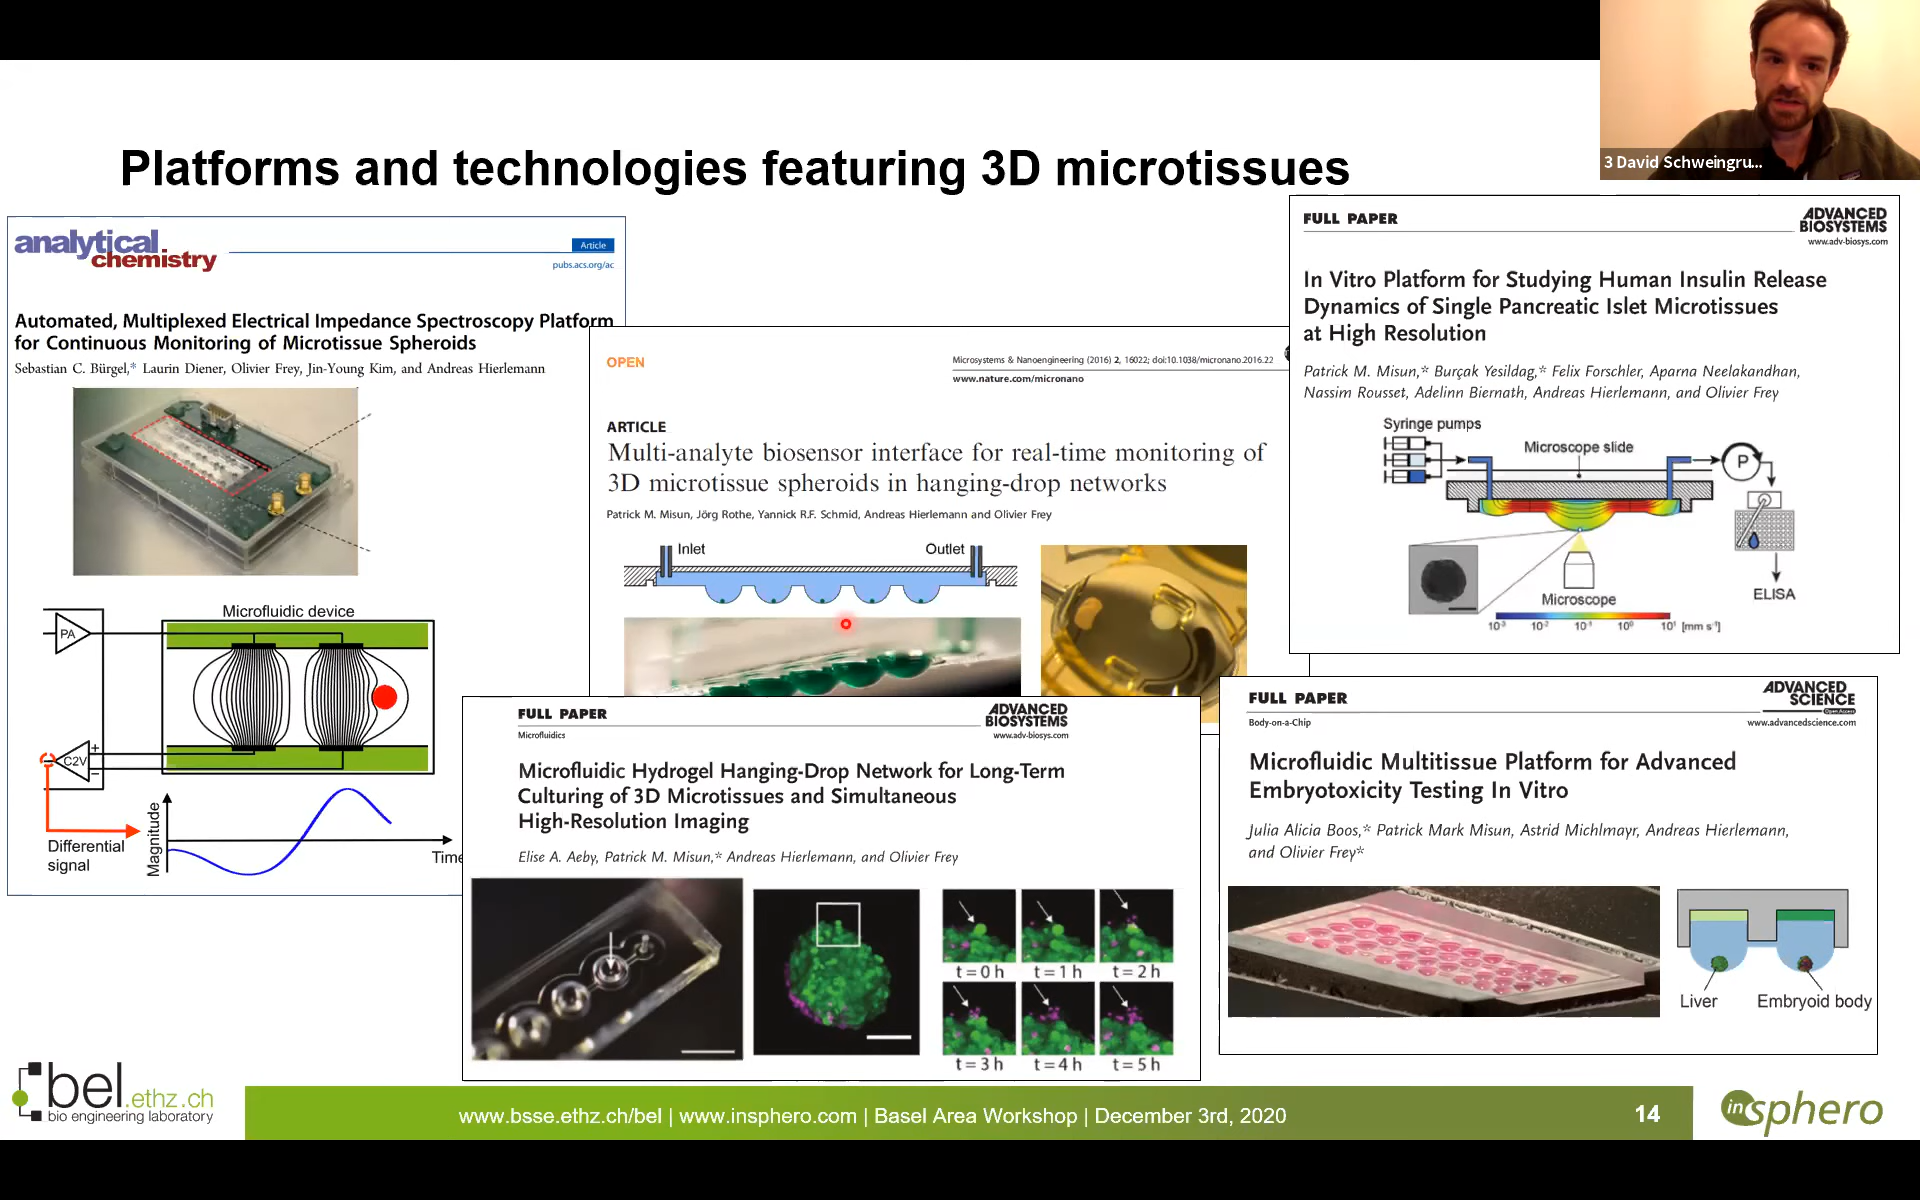 3 David Schweingru...
Platforms and technologies featuring 3D microtissues
analytical
chemistry
Article
pubs.acs.org/ac
Automated, Multiplexed Electrical Impedance Spectroscopy Platform
for Continuous Monitoring of Microtissue Spheroids
Sebastian C. Bürgel,* Laurin Diener, Olivier Frey, Jin-Young Kim, and Andreas Hierlemann
Microfluidic device
PA
C2V
+
−
Differential
signal
Magnitude
Time
OPEN
Microsystems & Nanoengineering (2016) 2, 16022; doi:10.1038/micronano.2016.22
www.nature.com/micronano
ARTICLE
Multi-analyte biosensor interface for real-time monitoring of
3D microtissue spheroids in hanging-drop networks
Patrick M. Misun, Jörg Rothe, Yannick R.F. Schmid, Andreas Hierlemann and Olivier Frey
Inlet
Outlet
FULL PAPER
ADVANCED
BIOSYSTEMS
www.adv-biosys.com
In Vitro Platform for Studying Human Insulin Release
Dynamics of Single Pancreatic Islet Microtissues
at High Resolution
Patrick M. Misun,* Burçak Yesildag,* Felix Forschler, Aparna Neelakandhan,
Nassim Rousset, Adelinn Biernath, Andreas Hierlemann, and Olivier Frey
Syringe pumps
Microscope slide
P
Microscope
ELISA
10-3 10-2 10-1 100 101 [mm s-1]
FULL PAPER
ADVANCED
BIOSYSTEMS
Microfluidics
www.adv-biosys.com
Microfluidic Hydrogel Hanging-Drop Network for Long-Term
Culturing of 3D Microtissues and Simultaneous
High-Resolution Imaging
Elise A. Aeby, Patrick M. Misun,* Andreas Hierlemann, and Olivier Frey
t = 0 h t = 1 h t = 2 h
t = 3 h t = 4 h t = 5 h
FULL PAPER
ADVANCED
SCIENCE
Open Access
Body-on-a-Chip
www.advancedscience.com
Microfluidic Multitissue Platform for Advanced
Embryotoxicity Testing In Vitro
Julia Alicia Boos,* Patrick Mark Misun, Astrid Michlmayr, Andreas Hierlemann,
and Olivier Frey*
Liver
Embryoid body
bel.ethz.ch
bio engineering laboratory
www.bsse.ethz.ch/bel | www.insphero.com | Basel Area Workshop | December 3rd, 2020
14
insphero